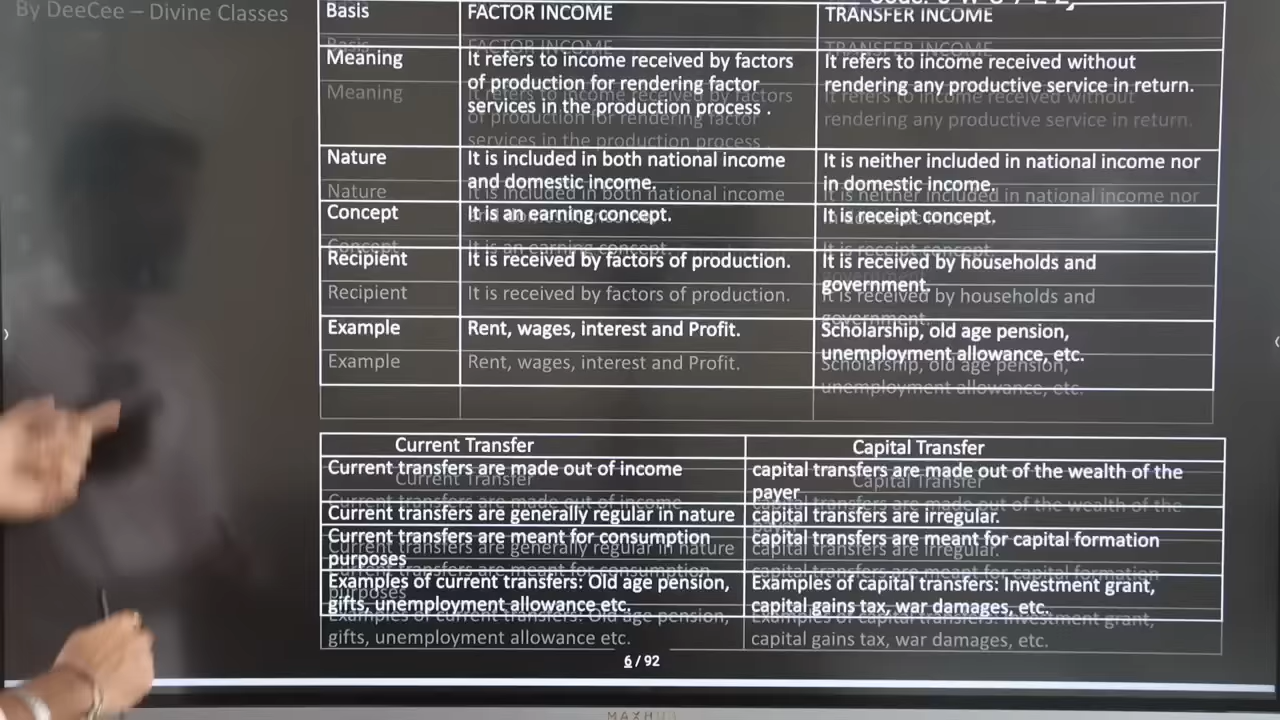 By DeeCee – Divine Classes
Basis FACTOR INCOME TRANSFER INCOME
Meaning It refers to income received by factors of production for rendering factor services in the production process . It refers to income received without rendering any productive service in return.
Nature It is included in both national income and domestic income. It is neither included in national income nor in domestic income.
Concept It is an earning concept. It is receipt concept.
Recipient It is received by factors of production. It is received by households and government.
Example Rent, wages, interest and Profit. Scholarship, old age pension, unemployment allowance, etc.
Current Transfer Capital Transfer
Current transfers are made out of income capital transfers are made out of the wealth of the payer
Current transfers are generally regular in nature capital transfers are irregular.
Current transfers are meant for consumption purposes capital transfers are meant for capital formation
Examples of current transfers: Old age pension, gifts, unemployment allowance etc. Examples of capital transfers: Investment grant, capital gains tax, war damages, etc.
6 / 92